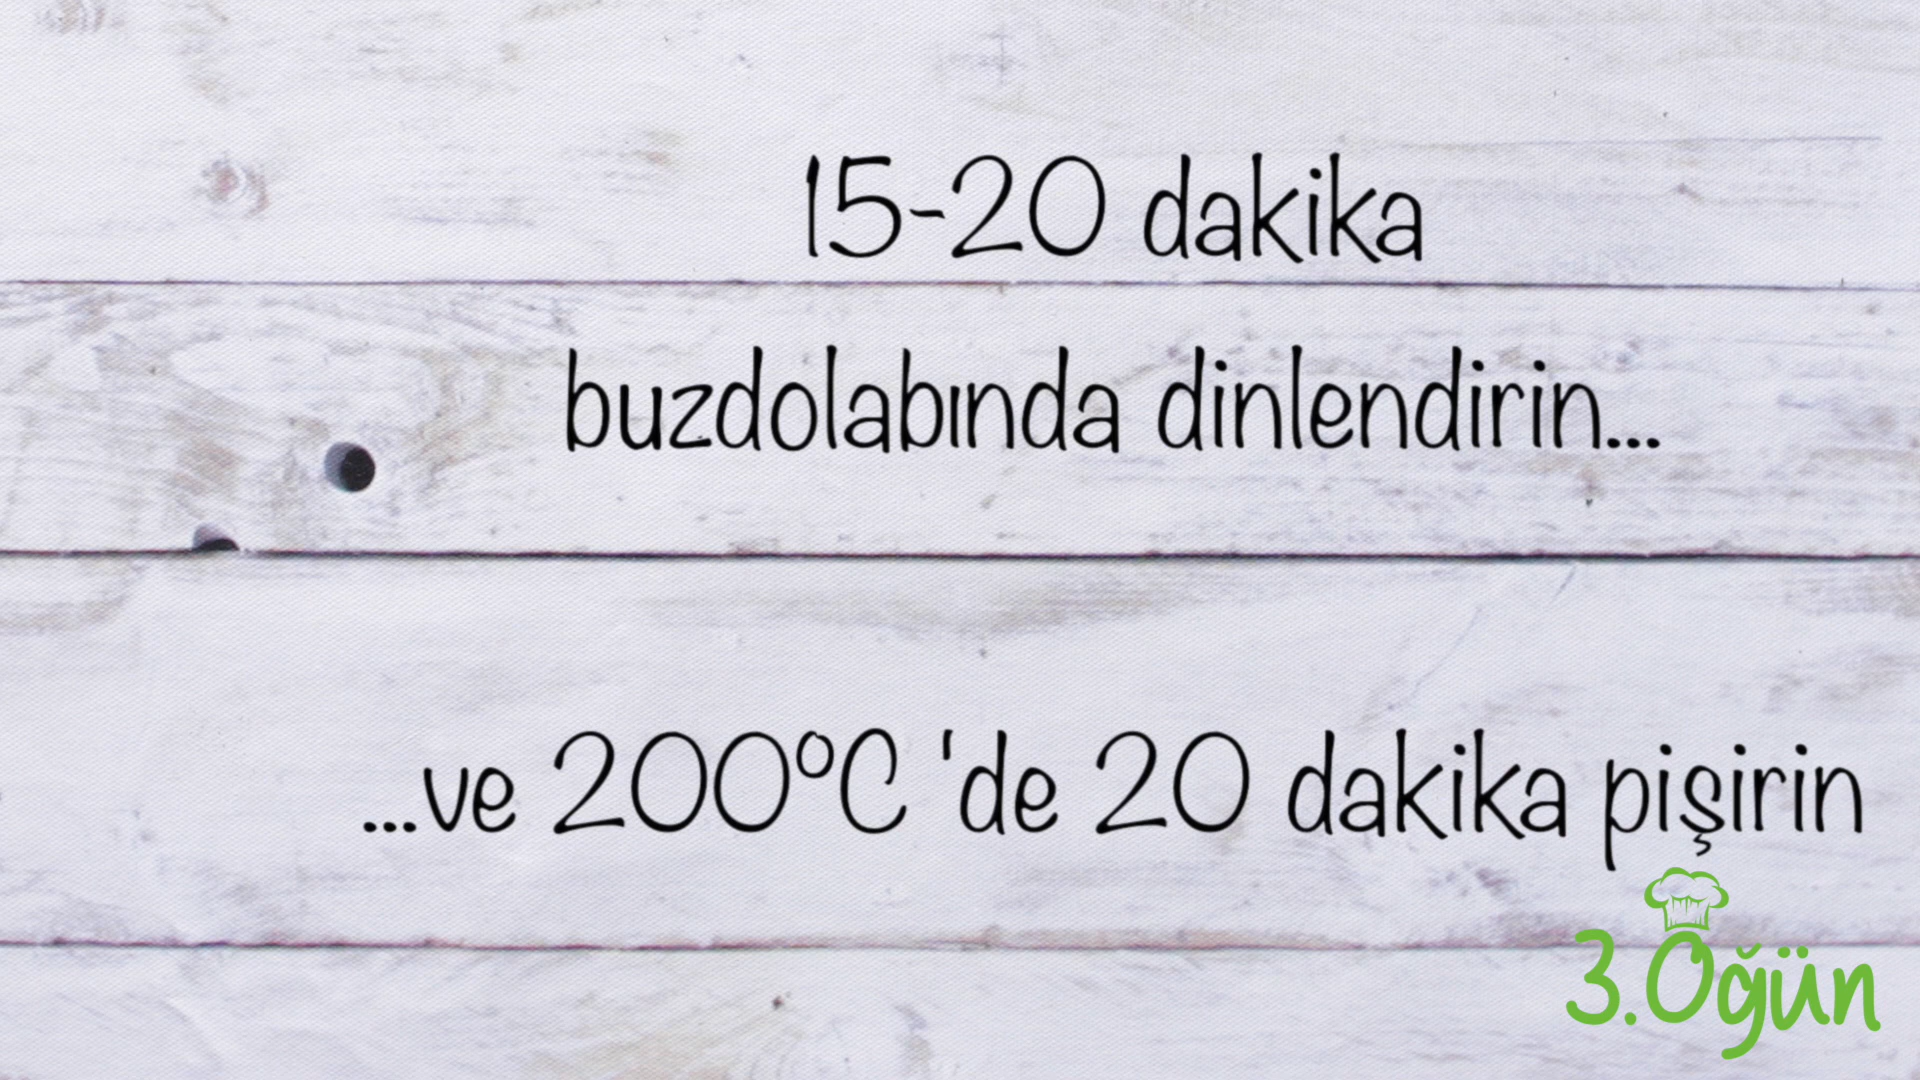 15-20 dakika
buzdolabında dinlendirin...
...ve 200°C 'de 20 dakika pişirin
3.Öğün